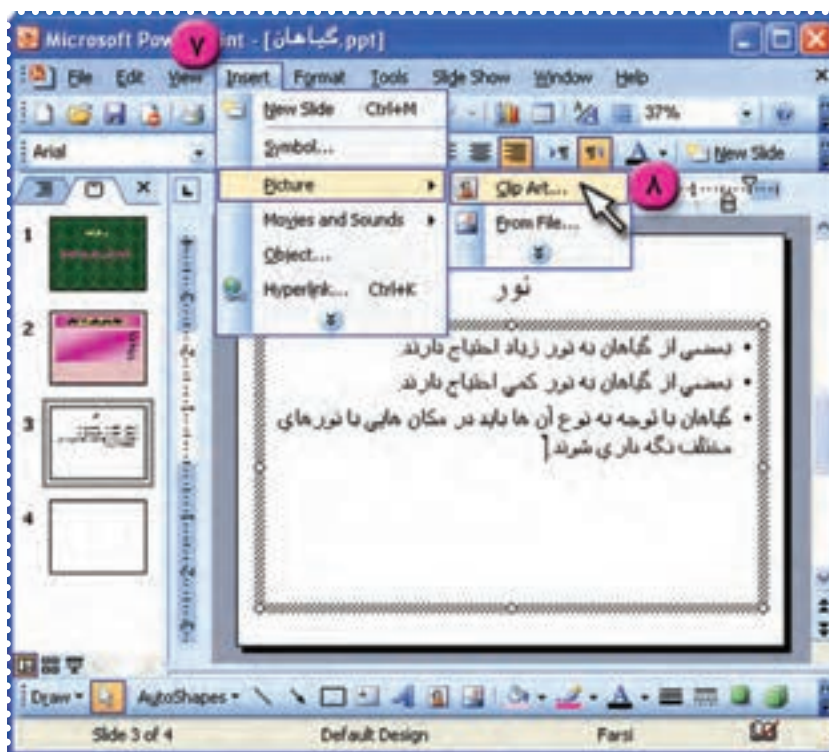 Microsoft Pow int - [گیاهان.ppt]
۷
File Edit View Insert Format Tools Slide Show Window Help
37%
Arial
New Slide
New Slide Ctrl+M
Symbol...
Picture
Clip Art...
۸
Movies and Sounds
From File...
Object...
Hyperlink... Ctrl+K
1
2
3
4
نور
• بعضی از گیاهان به نور زیاد احتیاج دارند
• بعضی از گیاهان به نور کمی احتیاج دارند
• گیاهان با توجه به نوع آن ها باید در مکان هایی با نورهای
مختلف نگه داری شوند
Draw AutoShapes
Slide 3 of 4 Default Design Farsi